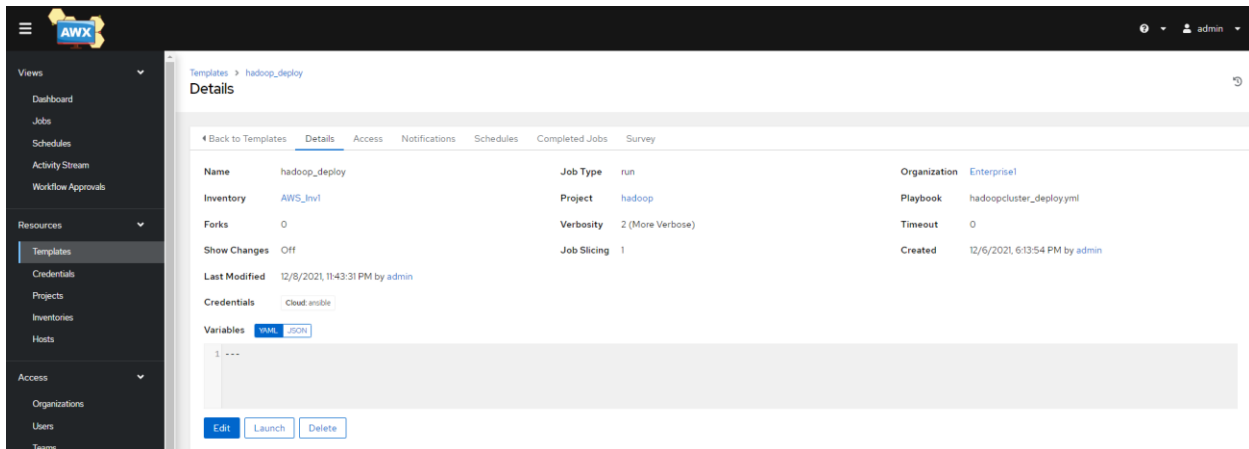 AWX
admin
Views
Dashboard
Jobs
Schedules
Activity Stream
Workflow Approvals
Resources
Templates
Credentials
Projects
Inventories
Hosts
Access
Organizations
Users
Teams
Templates > hadoop_deploy
Details
Back to Templates Details Access Notifications Schedules Completed Jobs Survey
Name hadoop_deploy Job Type run Organization Enterprise1
Inventory AWS_Inv1 Project hadoop Playbook hadoopcluster_deploy.yml
Forks 0 Verbosity 2 (More Verbose) Timeout 0
Show Changes Off Job Slicing 1 Created 12/6/2021, 6:13:54 PM by admin
Last Modified 12/8/2021, 11:43:31 PM by admin
Credentials Cloud: ansible
Variables YAML JSON
1 ---
Edit Launch Delete